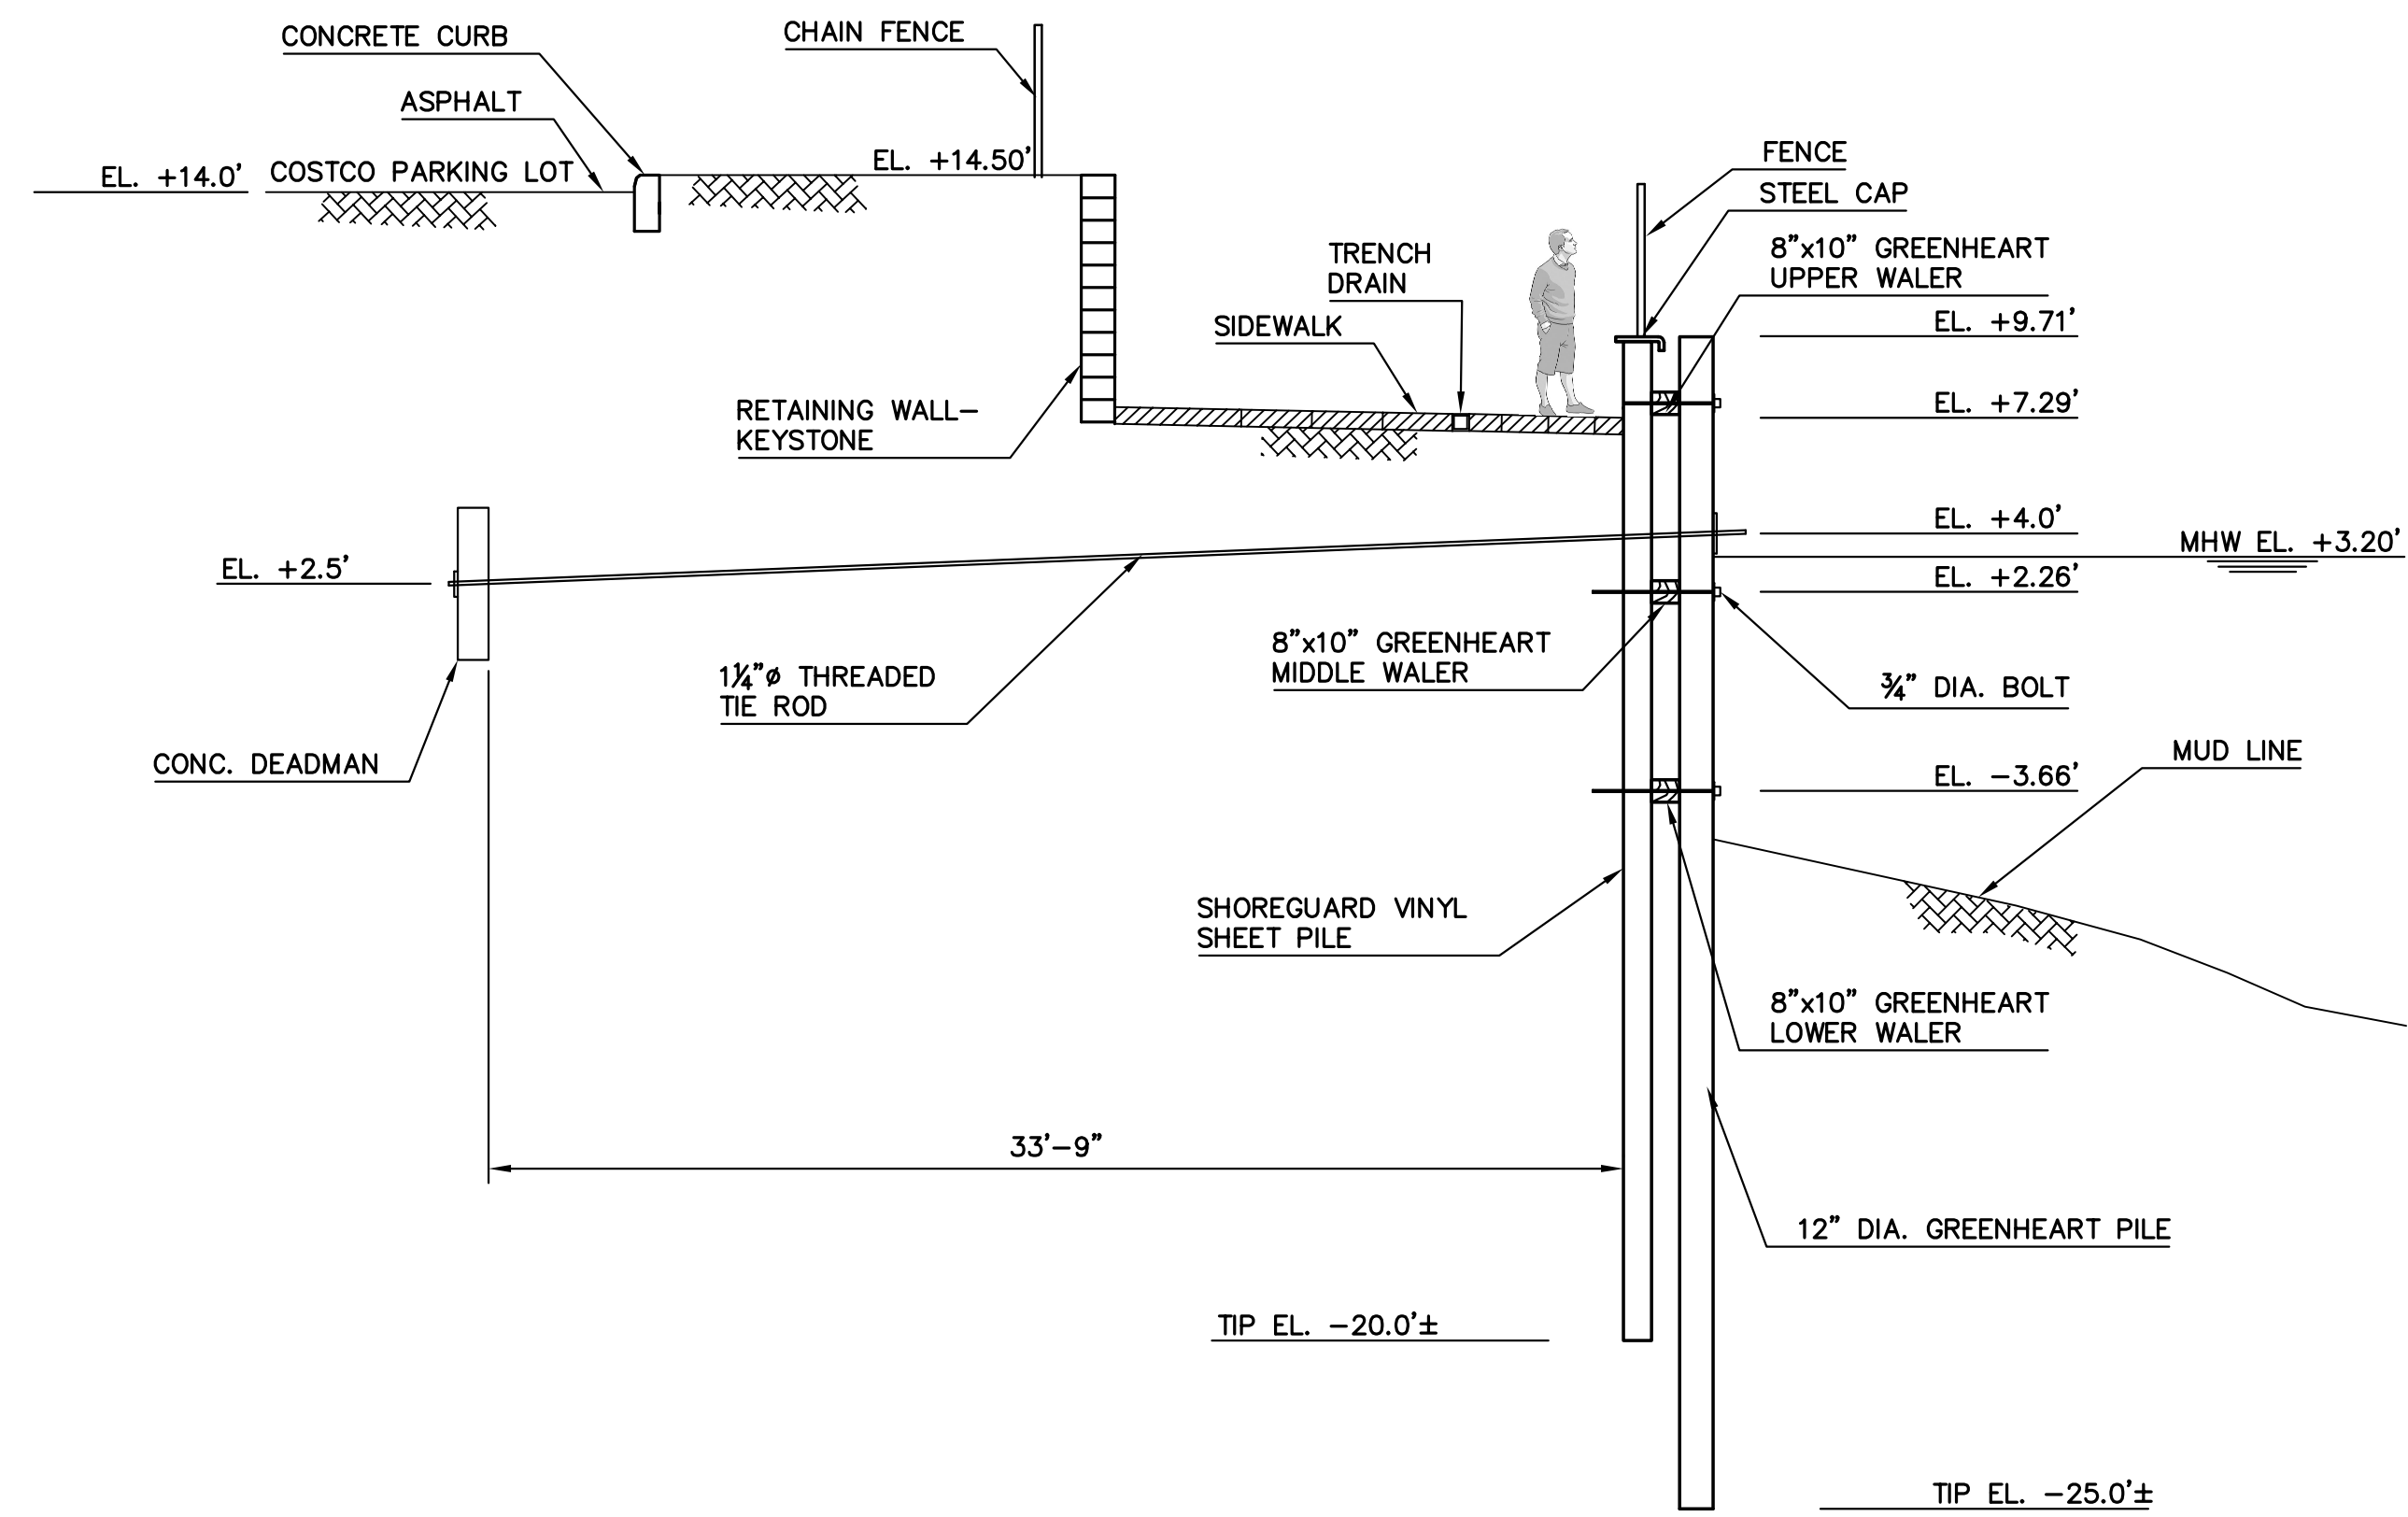 CONCRETE CURB
CHAIN FENCE
ASPHALT
EL. +14.0’
COSTCO PARKING LOT
EL. +14.50’
FENCE
STEEL CAP
8”x10” GREENHEART
UPPER WALER
TRENCH
DRAIN
SIDEWALK
EL. +9.71’
RETAINING WALL–
KEYSTONE
EL. +7.29’
EL. +4.0’
MHW EL. +3.20’
EL. +2.5’
EL. +2.26’
8”x10” GREENHEART
MIDDLE WALER
1¼”ø THREADED
TIE ROD
¾” DIA. BOLT
CONC. DEADMAN
MUD LINE
EL. –3.66’
SHOREGUARD VINYL
SHEET PILE
8”x10” GREENHEART
LOWER WALER
33’–9”
12” DIA. GREENHEART PILE
TIP EL. –20.0’±
TIP EL. –25.0’±